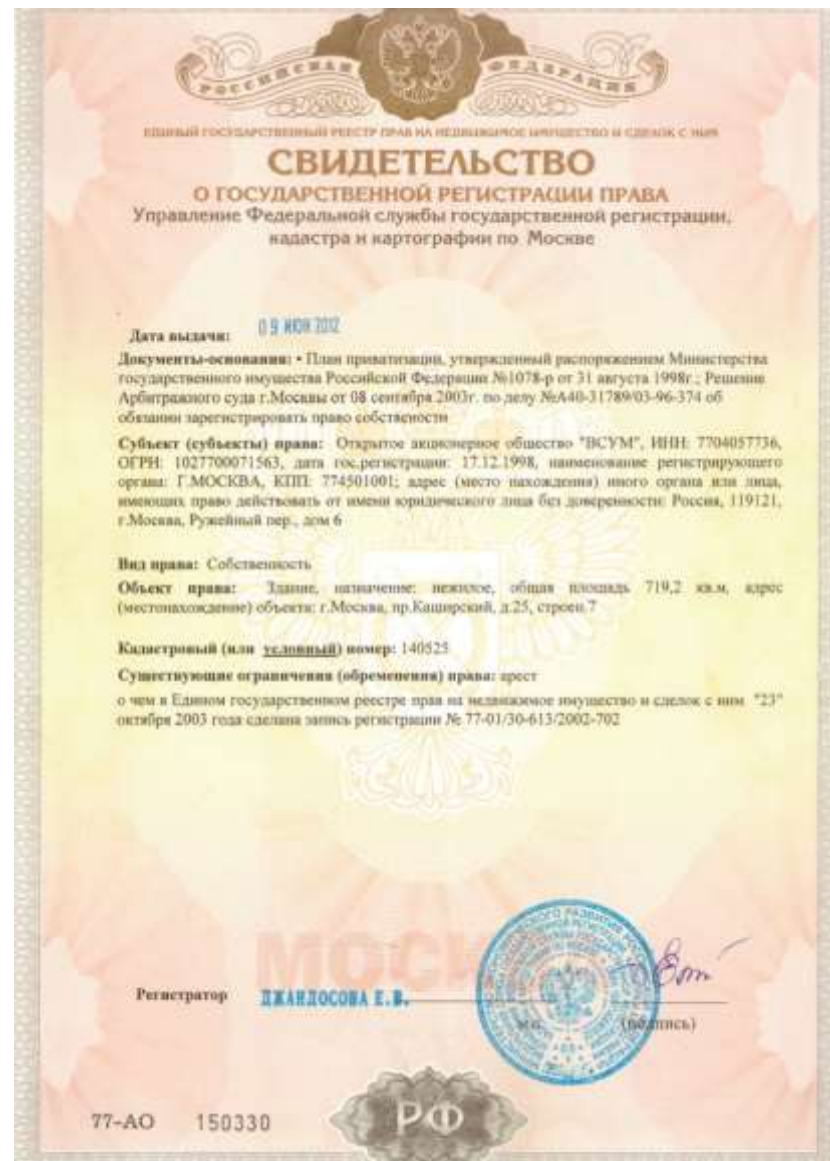 РОССИЙСКАЯ ФЕДЕРАЦИЯ
ЕДИНЫЙ ГОСУДАРСТВЕННЫЙ РЕЕСТР ПРАВ НА НЕДВИЖИМОЕ ИМУЩЕСТВО И СДЕЛОК С НИМ
СВИДЕТЕЛЬСТВО
О ГОСУДАРСТВЕННОЙ РЕГИСТРАЦИИ ПРАВА
Управление Федеральной службы государственной регистрации,
кадастра и картографии по Москве
Дата выдачи: 09 ИЮН 2012
Документы-основания: • План приватизации, утвержденный распоряжением Министерства
государственного имущества Российской Федерации №1078-р от 31 августа 1998г.; Решение
Арбитражного суда г.Москвы от 08 сентября 2003г. по делу №А40-31789/03-96-374 об
обязании зарегистрировать право собственности
Субъект (субъекты) права: Открытое акционерное общество "ВСУМ", ИНН: 7704057736,
ОГРН: 1027700071563, дата гос.регистрации: 17.12.1998, наименование регистрирующего
органа: Г.МОСКВА, КПП: 774501001; адрес (место нахождения) иного органа или лица,
имеющих право действовать от имени юридического лица без доверенности: Россия, 119121,
г.Москва, Ружейный пер., дом 6
Вид права: Собственность
Объект права: Здание, назначение: нежилое, общая площадь 719,2 кв.м, адрес
(местонахождение) объекта: г.Москва, пр.Каширский, д.25, строен.7
Кадастровый (или условный) номер: 140525
Существующие ограничения (обременения) права: арест
о чем в Едином государственном реестре прав на недвижимое имущество и сделок с ним "23"
октября 2003 года сделана запись регистрации № 77-01/30-613/2002-702
МОСКВА
Регистратор ДЖАНДОСОВА Е.В.
м.п. (подпись)
77-АО 150330
РФ